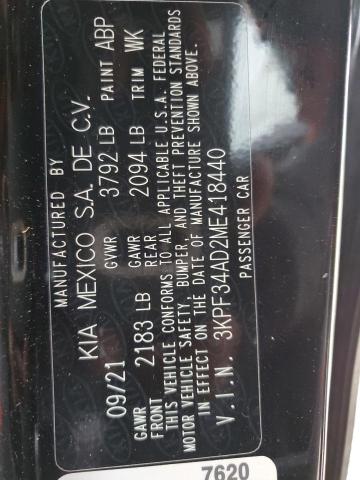 MANUFACTURED BY
KIA MEXICO S.A. DE C.V.
09/21 GVWR 3792 LB PAINT ABP
GAWR FRONT 2183 LB GAWR REAR 2094 LB TRIM WK
THIS VEHICLE CONFORMS TO ALL APPLICABLE U.S.A. FEDERAL
MOTOR VEHICLE SAFETY, BUMPER, AND THEFT PREVENTION STANDARDS
IN EFFECT ON THE DATE OF MANUFACTURE SHOWN ABOVE.
V.I.N. 3KPF34AD2ME418440
PASSENGER CAR
7620